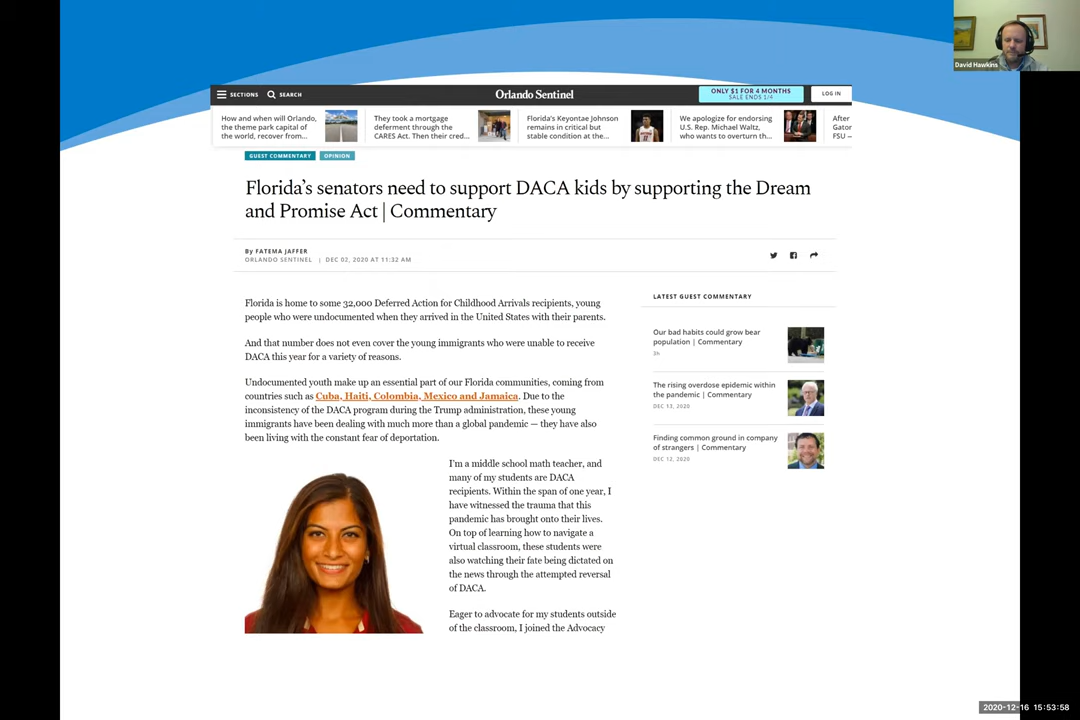 David Hawkins
SECTIONS
SEARCH
Orlando Sentinel
ONLY $1 FOR 4 MONTHS
SALE ENDS 1/4
LOG IN
How and when will Orlando,
the theme park capital of
the world, recover from...
They took a mortgage
deferment through the
CARES Act. Then their cred...
Florida's Keyontae Johnson
remains in critical but
stable condition at the...
We apologize for endorsing
U.S. Rep. Michael Waltz,
who wants to overturn th...
After
Gator
FSU —
GUEST COMMENTARY
OPINION
Florida's senators need to support DACA kids by supporting the Dream
and Promise Act | Commentary
By FATEMA JAFFER
ORLANDO SENTINEL | DEC 02, 2020 AT 11:32 AM
Florida is home to some 32,000 Deferred Action for Childhood Arrivals recipients, young
people who were undocumented when they arrived in the United States with their parents.
And that number does not even cover the young immigrants who were unable to receive
DACA this year for a variety of reasons.
Undocumented youth make up an essential part of our Florida communities, coming from
countries such as Cuba, Haiti, Colombia, Mexico and Jamaica. Due to the
inconsistency of the DACA program during the Trump administration, these young
immigrants have been dealing with much more than a global pandemic — they have also
been living with the constant fear of deportation.
I'm a middle school math teacher, and
many of my students are DACA
recipients. Within the span of one year, I
have witnessed the trauma that this
pandemic has brought onto their lives.
On top of learning how to navigate a
virtual classroom, these students were
also watching their fate being dictated on
the news through the attempted reversal
of DACA.
Eager to advocate for my students outside
of the classroom, I joined the Advocacy
LATEST GUEST COMMENTARY
Our bad habits could grow bear
population | Commentary
3h
The rising overdose epidemic within
the pandemic | Commentary
DEC 13, 2020
Finding common ground in company
of strangers | Commentary
DEC 12, 2020
2020-12-16 15:53:58